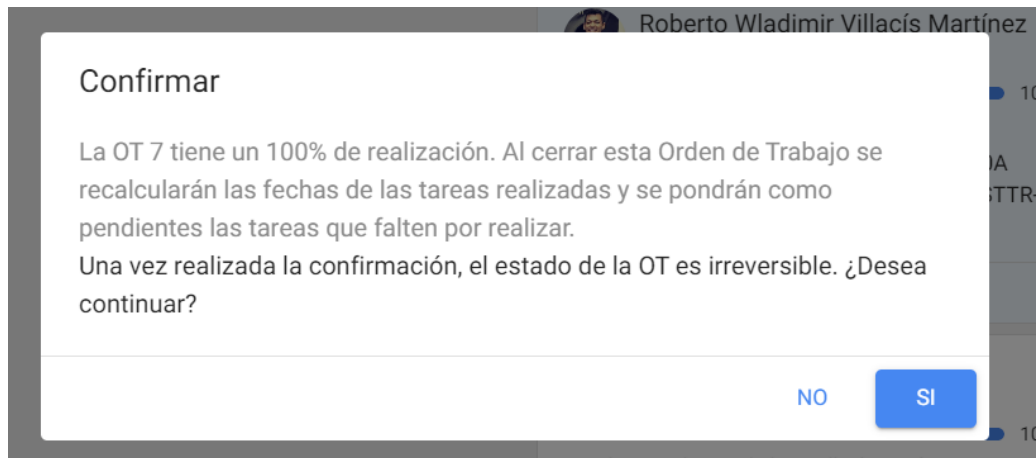 Roberto Wladimir Villacís Martínez
Confirmar
La OT 7 tiene un 100% de realización. Al cerrar esta Orden de Trabajo se
recalcularán las fechas de las tareas realizadas y se pondrán como
pendientes las tareas que falten por realizar.
Una vez realizada la confirmación, el estado de la OT es irreversible. ¿Desea
continuar?
NO
SI